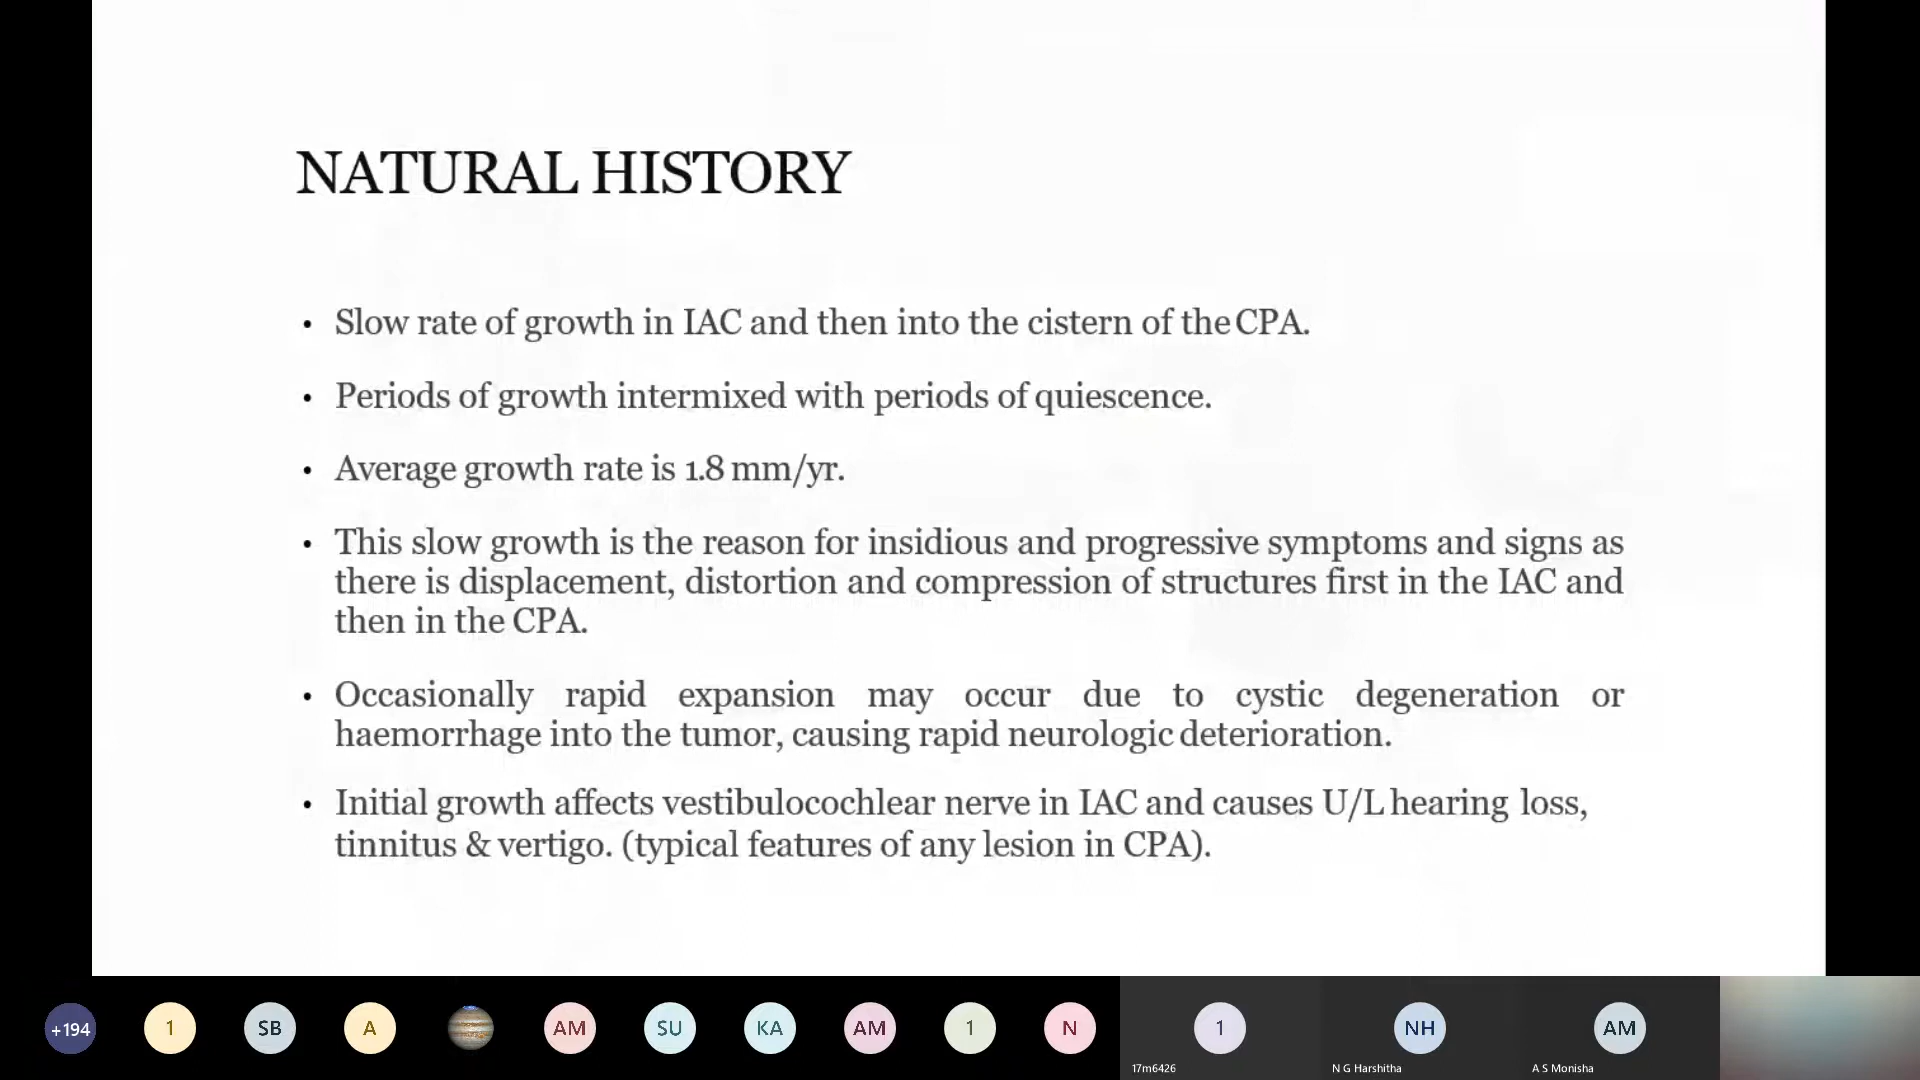 NATURAL HISTORY
• Slow rate of growth in IAC and then into the cistern of the CPA.
• Periods of growth intermixed with periods of quiescence.
• Average growth rate is 1.8 mm/yr.
• This slow growth is the reason for insidious and progressive symptoms and signs as
there is displacement, distortion and compression of structures first in the IAC and
then in the CPA.
• Occasionally rapid expansion may occur due to cystic degeneration or
haemorrhage into the tumor, causing rapid neurologic deterioration.
• Initial growth affects vestibulocochlear nerve in IAC and causes U/L hearing loss,
tinnitus & vertigo. (typical features of any lesion in CPA).
+194 1 SB A AM SU KA AM 1 N 1 NH AM
17m6426 N G Harshitha A S Monisha